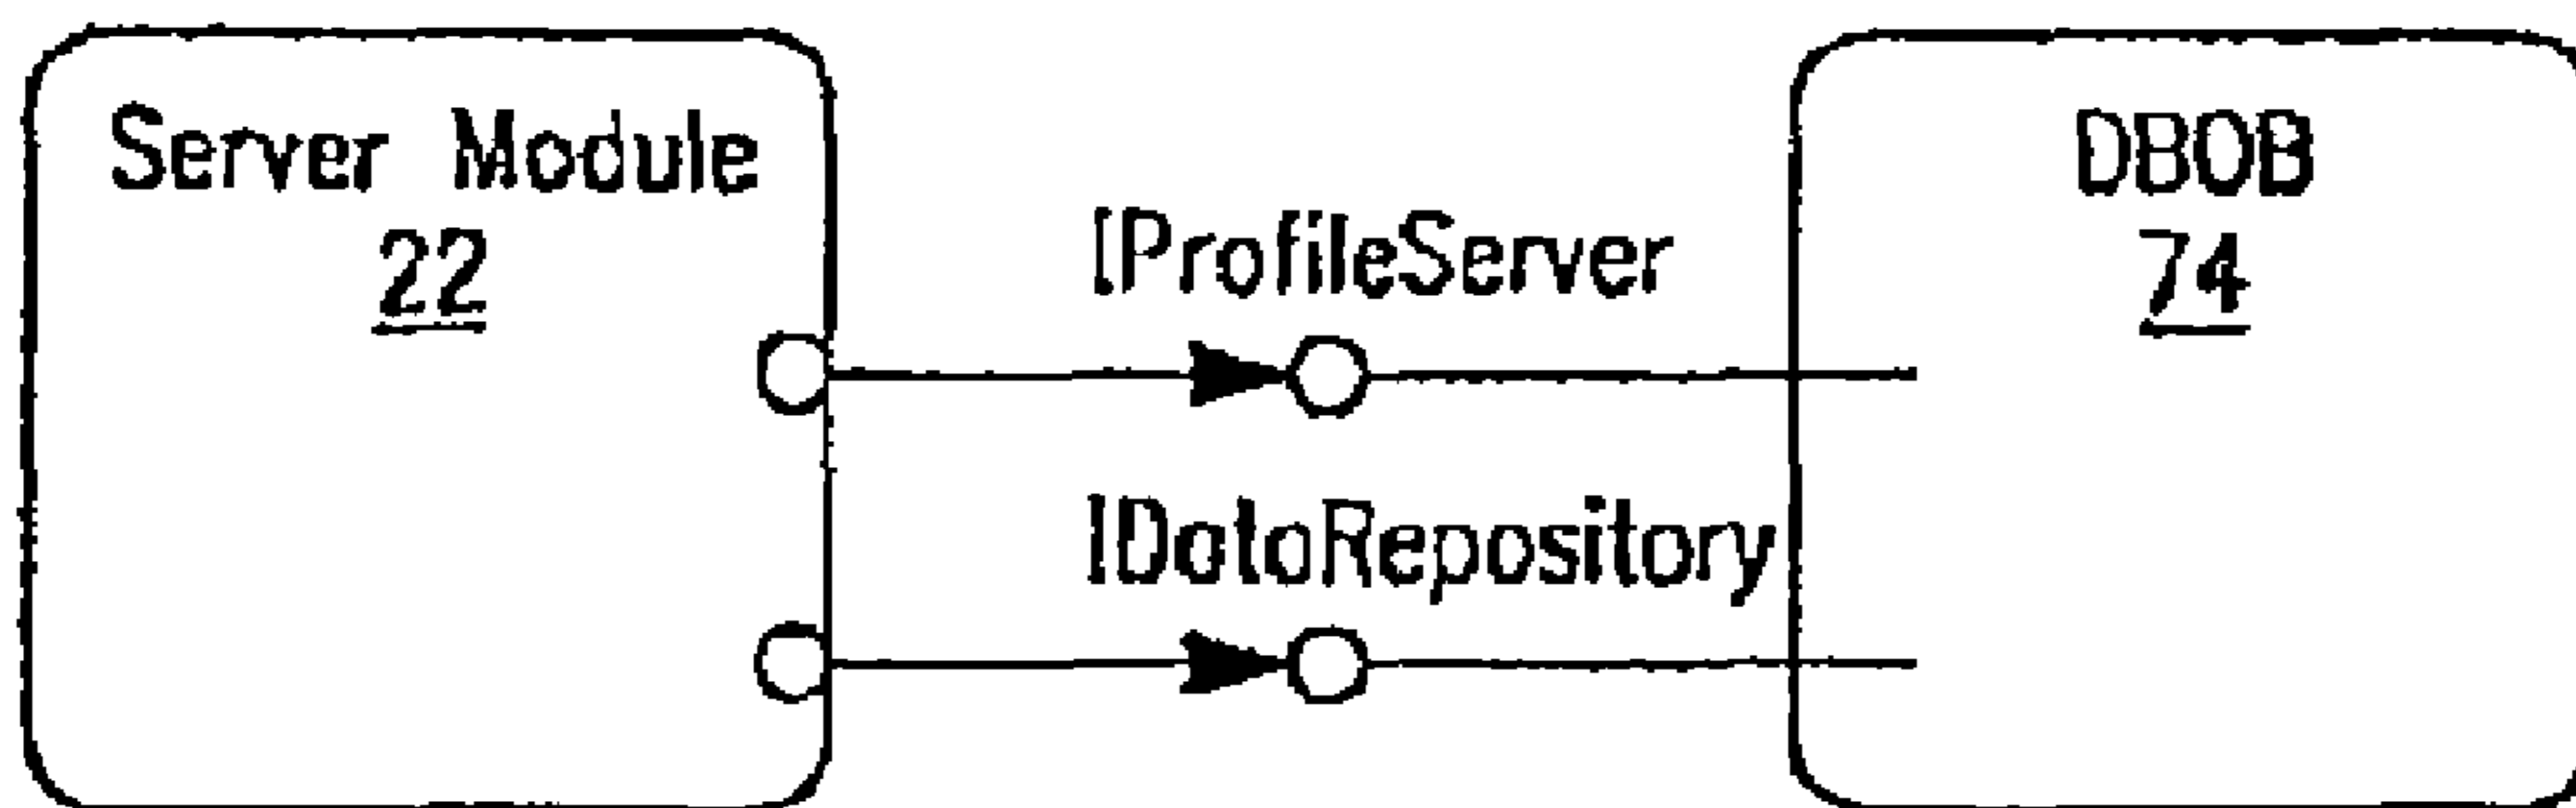 Server Module
22
IProfileServer
IDataRepository
DBOB
74